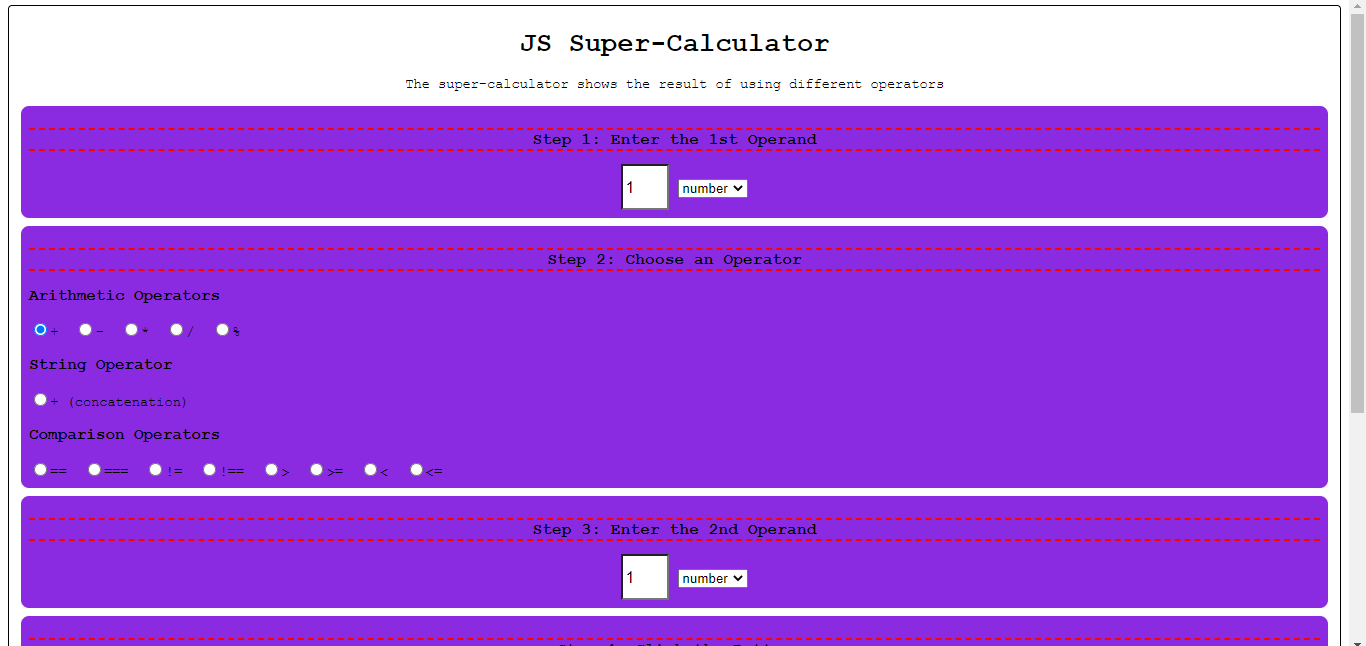 JS Super-Calculator
The super-calculator shows the result of using different operators
Step 1: Enter the 1st Operand
1 number
Step 2: Choose an Operator
Arithmetic Operators
+ - * / %
String Operator
+ (concatenation)
Comparison Operators
== === != !== > >= < <=
Step 3: Enter the 2nd Operand
1 number